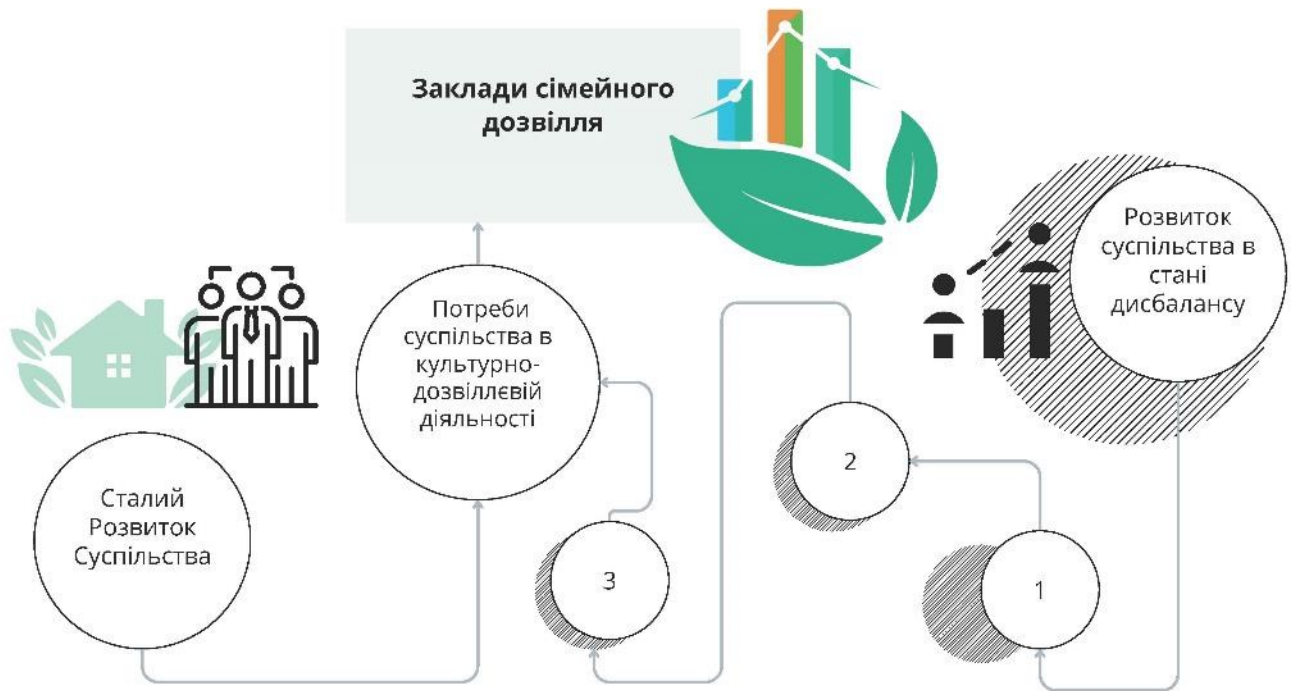 Заклади сімейного
дозвілля
Розвиток
суспільства в
стані
дисбалансу
Потреби
суспільства в
культурно-
дозвіллєвій
діяльності
Сталий
Розвиток
Суспільства
3
2
1